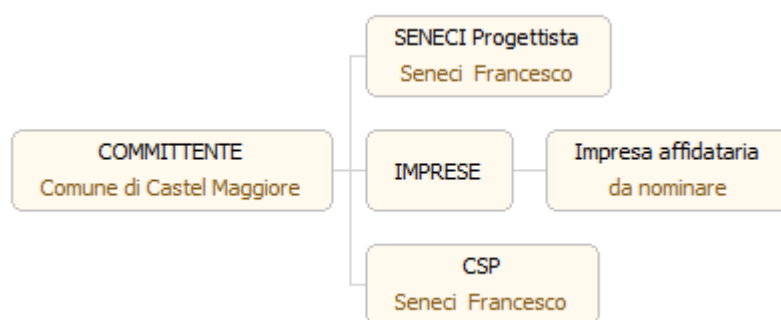 SENECI Progettista
Seneci Francesco
COMMITTENTE
Comune di Castel Maggiore
IMPRESE
Impresa affidataria
da nominare
CSP
Seneci Francesco